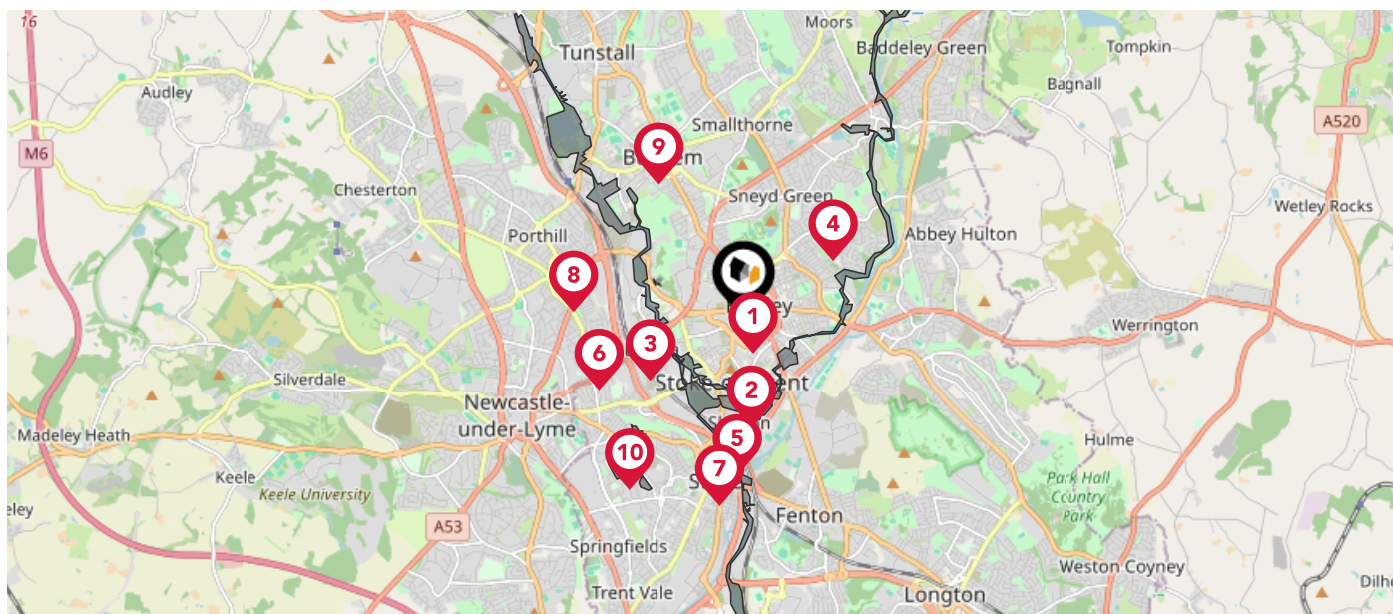 16
Moors
Tunstall
Baddeley Green
Tompkin
Bagnall
Audley
A520
Smallthorne
M6
9
Chesterton
Sneyd Green
Wetley Rocks
4
Porthill
Abbey Hulton
8
1
Werrington
3
6
Silverdale
2
Newcastle-
under-Lyme
Madeley Heath
5
Hulme
10
7
Keele
Keele University
Park Hall
Country
Park
A53
Fenton
Springfields
Weston Coyney
Trent Vale
Longton